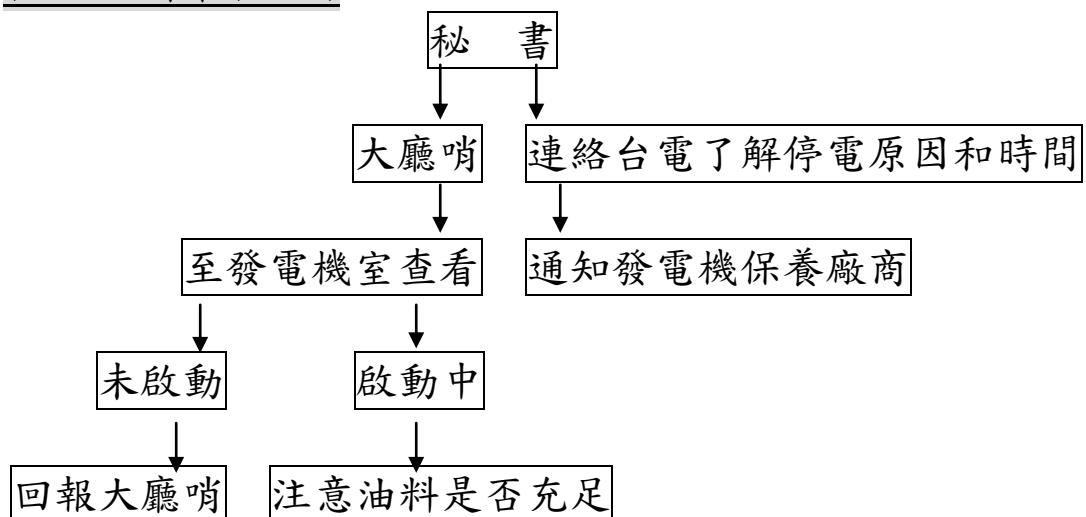 秘 書
大廳哨 連絡台電了解停電原因和時間
至發電機室查看 通知發電機保養廠商
未啟動 啟動中
回報大廳哨 注意油料是否充足